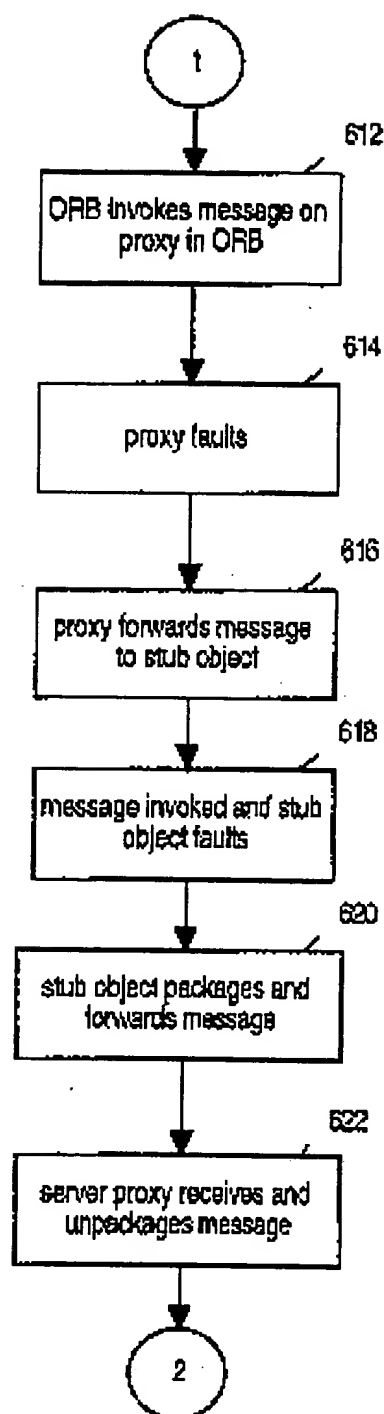 1
612
ORB invokes message on
proxy in ORB
614
proxy faults
616
proxy forwards message
to stub object
618
message invoked and stub
object faults
620
stub object packages and
forwards message
622
server proxy receives and
unpackages message
2